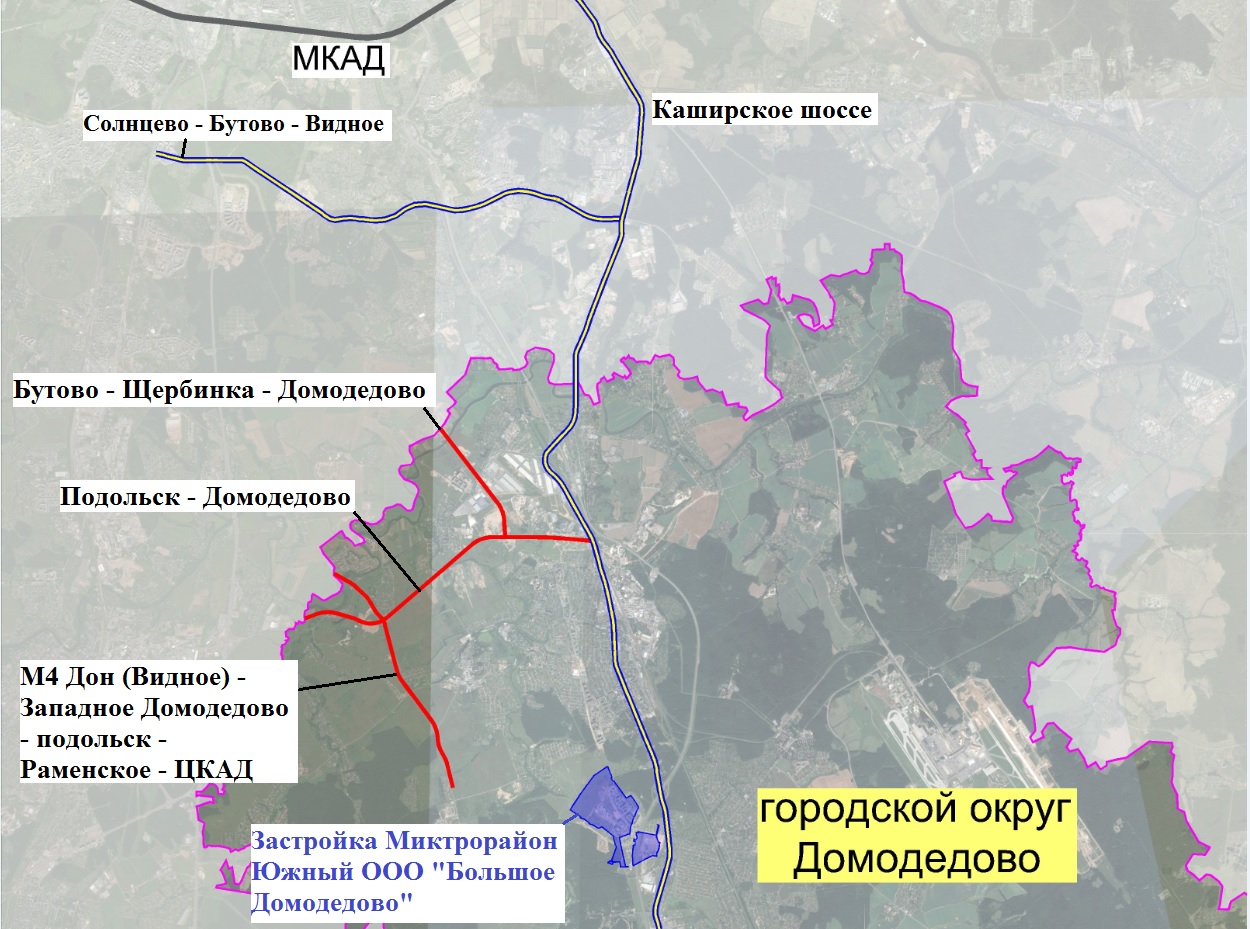 МКАД
Каширское шоссе
Солнцево - Бутово - Видное
Бутово - Щербинка - Домодедово
Подольск - Домодедово
М4 Дон (Видное) -
Западное Домодедово
- подольск -
Раменское - ЦКАД
городской округ
Домодедово
Застройка Миктрорайон
Южный ООО "Большое
Домодедово"